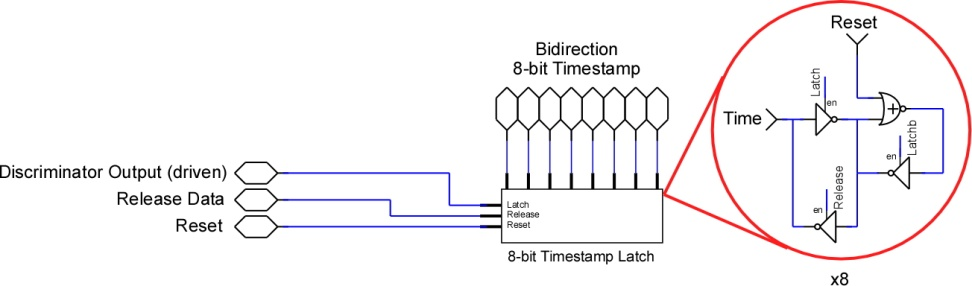 Bidirection
8-bit Timestamp
Discriminator Output (driven)
Release Data
Reset
Latch
Release
Reset
8-bit Timestamp Latch
Reset
Latch
en
+
Time
Latchb
en
Release
en
x8